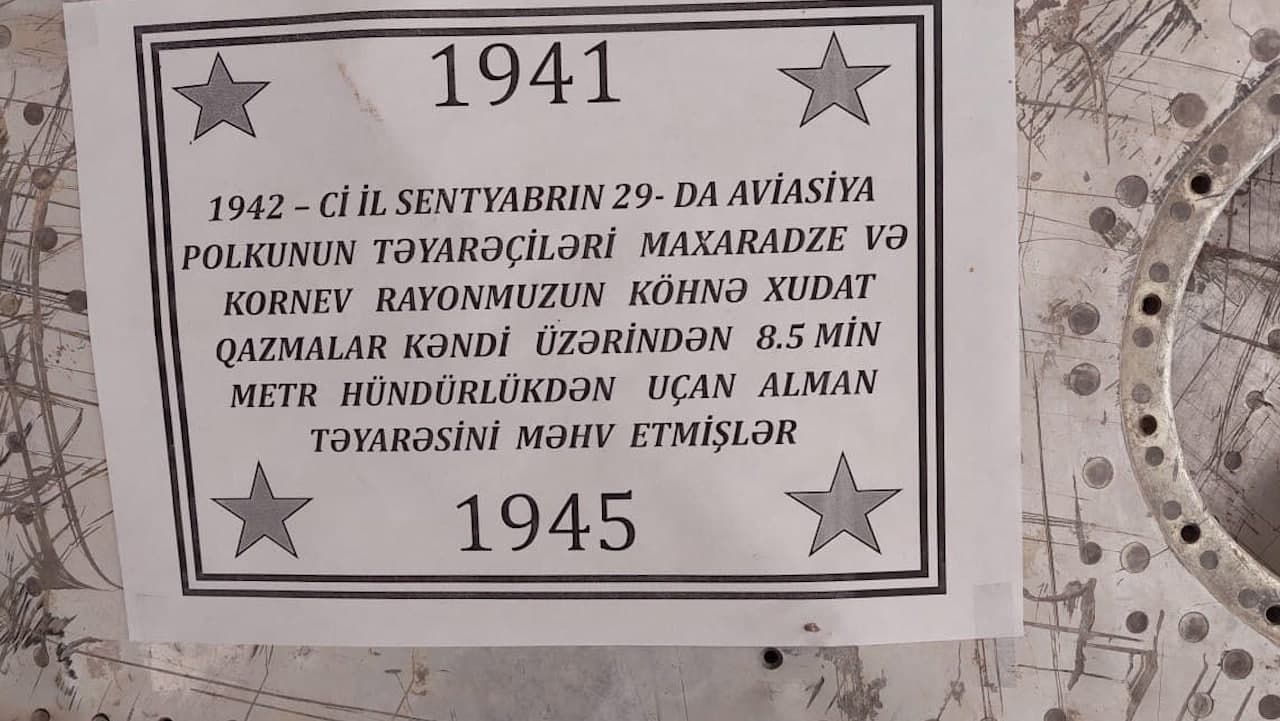 1941
1942 – Cİ İL SENTYABRIN 29- DA AVİASİYA
POLKUNUN TƏYARƏÇİLƏRİ MAXARADZE VƏ
KORNEV RAYONMUZUN KÖHNƏ XUDAT
QAZMALAR KƏNDİ ÜZƏRİNDƏN 8.5 MİN
METR HÜNDÜRLÜKDƏN UÇAN ALMAN
TƏYARƏSİNİ MƏHV ETMİŞLƏR
1945